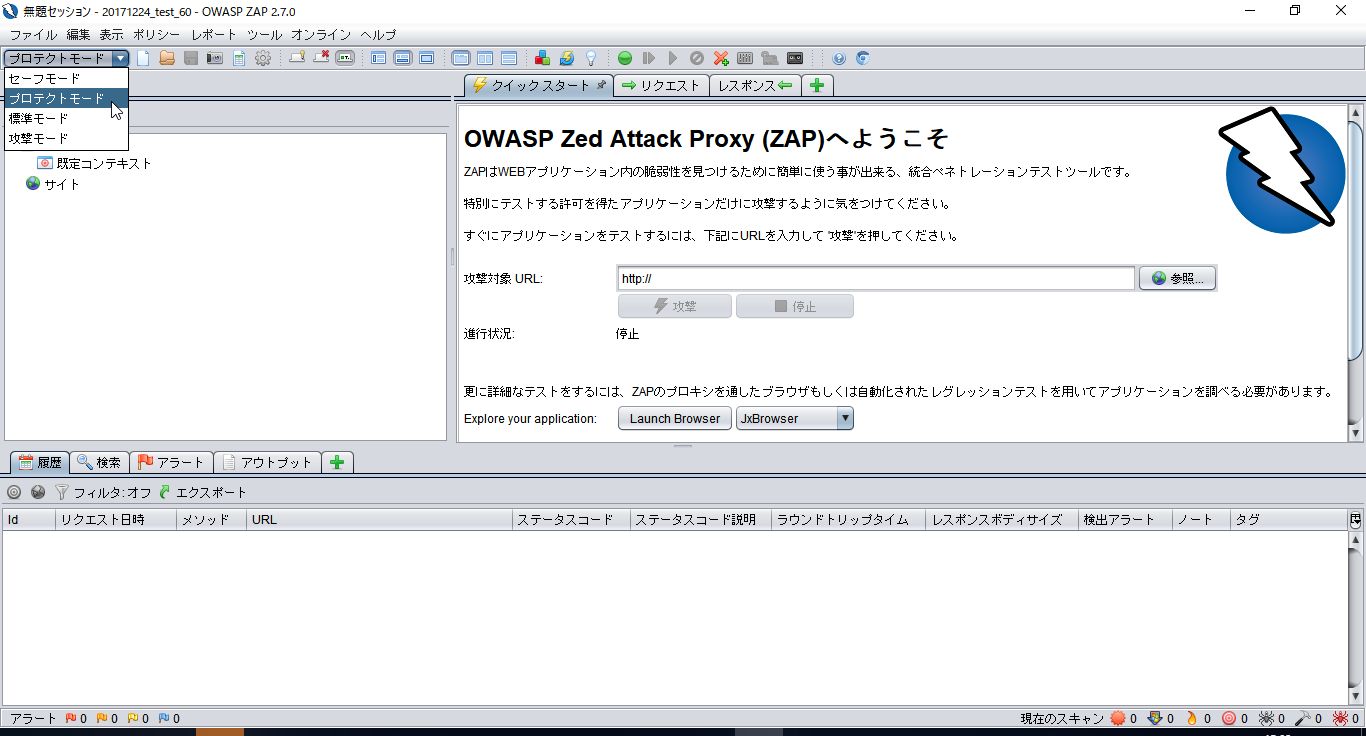 無題セッション - 20171224_test_60 - OWASP ZAP 2.7.0
ファイル 編集 表示 ポリシー レポート ツール オンライン ヘルプ
プロテクトモード
セーフモード
プロテクトモード
標準モード
攻撃モード
既定コンテキスト
サイト
クイックスタート リクエスト レスポンス
OWASP Zed Attack Proxy (ZAP)へようこそ
ZAPはWEBアプリケーション内の脆弱性を見つけるために簡単に使う事が出来る、統合ペネトレーションテストツールです。
特別にテストする許可を得たアプリケーションだけに攻撃するように気をつけてください。
すぐにアプリケーションをテストするには、下記にURLを入力して '攻撃'を押してください。
攻撃対象 URL: http:// 参照...
攻撃 停止
進行状況: 停止
更に詳細なテストをするには、ZAPのプロキシを通したブラウザもしくは自動化されたレグレッションテストを用いてアプリケーションを調べる必要があります。
Explore your application: Launch Browser JxBrowser
履歴 検索 アラート アウトプット
フィルタ:オフ エクスポート
Id リクエスト日時 メソッド URL ステータスコード ステータスコード説明 ラウンドトリップタイム レスポンスボディサイズ 検出アラート ノート タグ
アラート 0 0 0 0 現在のスキャン 0 0 0 0 0 0 0